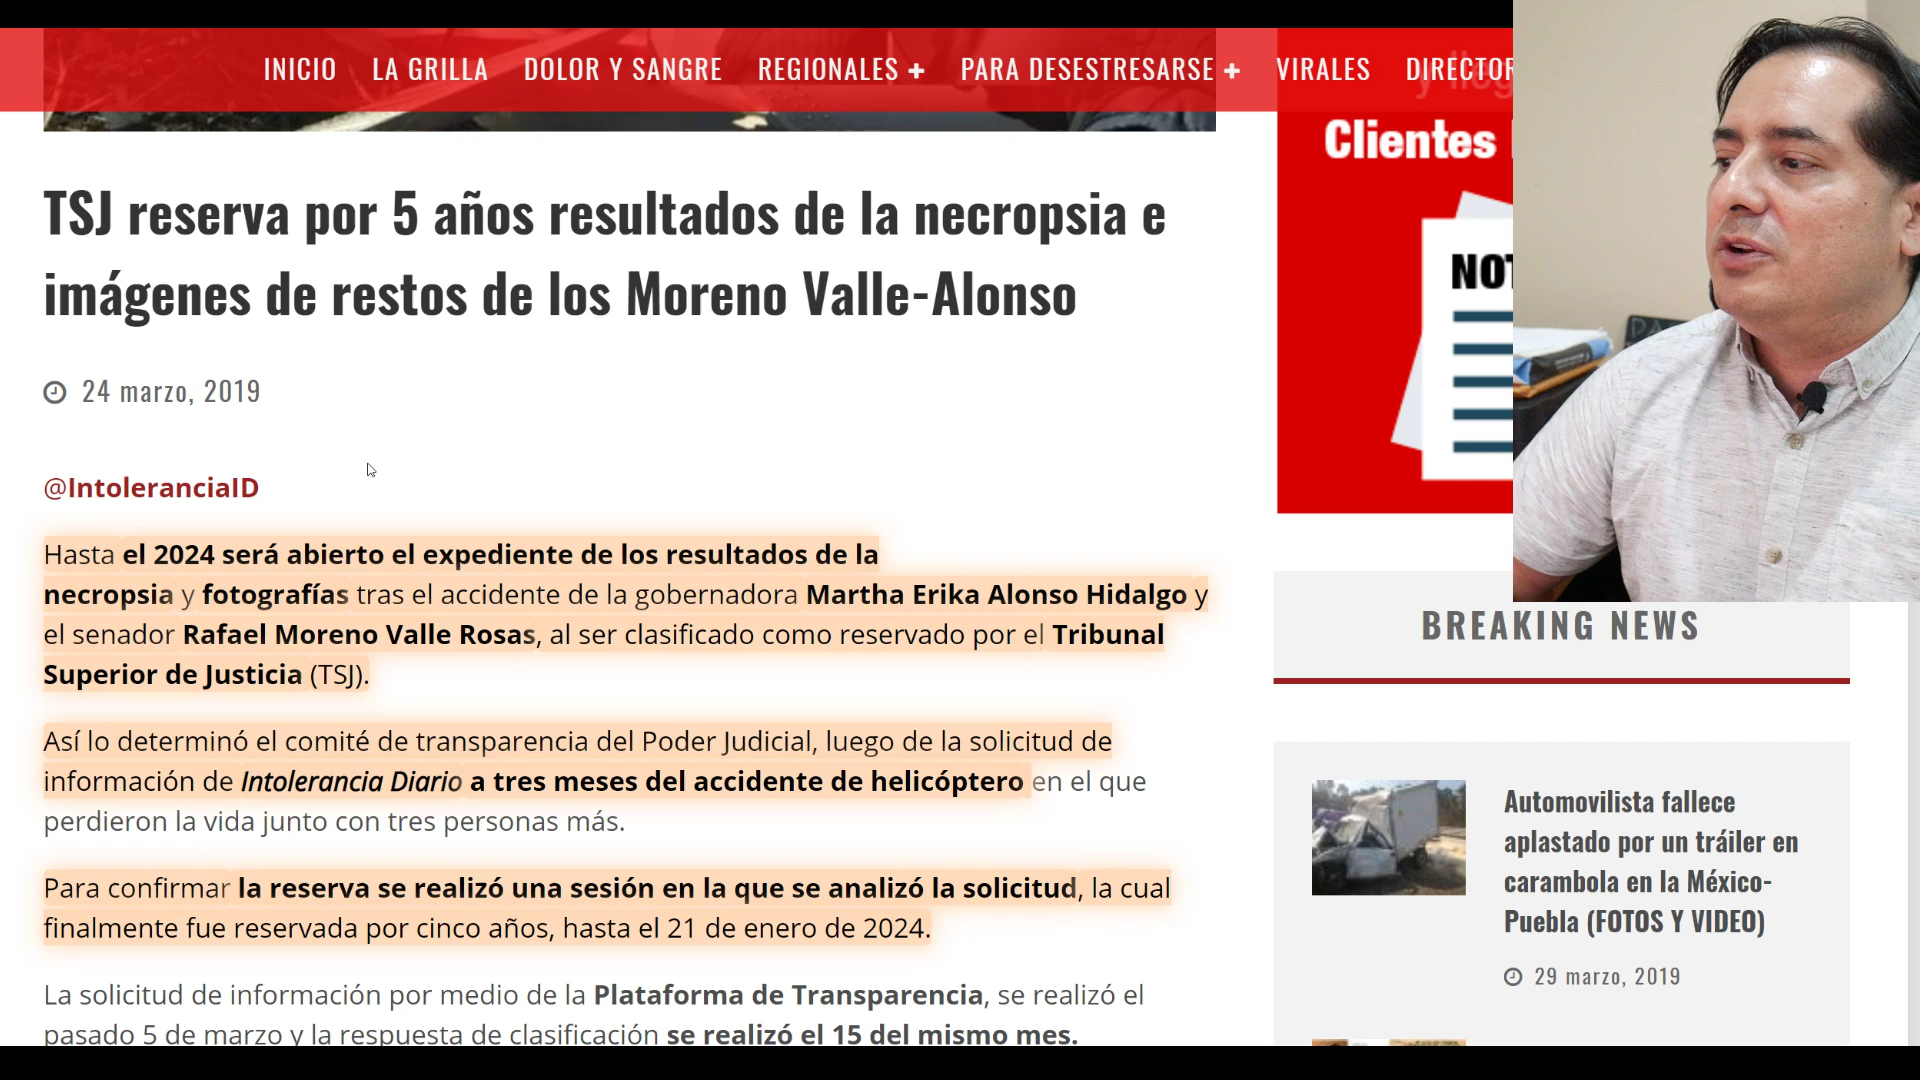 INICIO LA GRILLA DOLOR Y SANGRE REGIONALES + PARA DESESTRESARSE + VIRALES DIRECTOR
y lleg
Clientes
TSJ reserva por 5 años resultados de la necropsia e
imágenes de restos de los Moreno Valle-Alonso
24 marzo, 2019
@IntoleranciaID
Hasta el 2024 será abierto el expediente de los resultados de la
necropsia y fotografías tras el accidente de la gobernadora Martha Erika Alonso Hidalgo y
el senador Rafael Moreno Valle Rosas, al ser clasificado como reservado por el Tribunal
Superior de Justicia (TSJ).
Así lo determinó el comité de transparencia del Poder Judicial, luego de la solicitud de
información de Intolerancia Diario a tres meses del accidente de helicóptero en el que
perdieron la vida junto con tres personas más.
Para confirmar la reserva se realizó una sesión en la que se analizó la solicitud, la cual
finalmente fue reservada por cinco años, hasta el 21 de enero de 2024.
La solicitud de información por medio de la Plataforma de Transparencia, se realizó el
pasado 5 de marzo y la respuesta de clasificación se realizó el 15 del mismo mes.
NOT
BREAKING NEWS
Automovilista fallece
aplastado por un tráiler en
carambola en la México-
Puebla (FOTOS Y VIDEO)
29 marzo, 2019